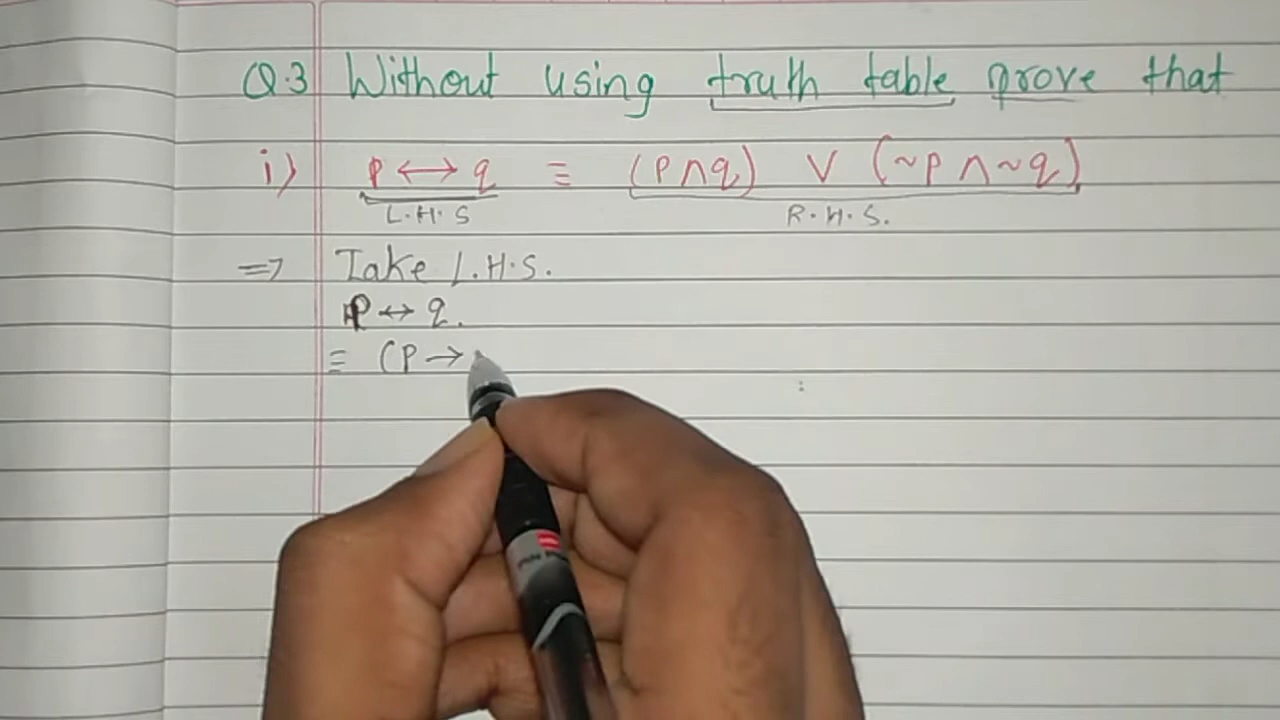 Q.3 Without using truth table prove that
i) p ↔ q ≡ (p∧q) ∨ (~p ∧ ~q)
L.H.S R.H.S.
⇒ Take L.H.S.
p ↔ q.
≡ (p →